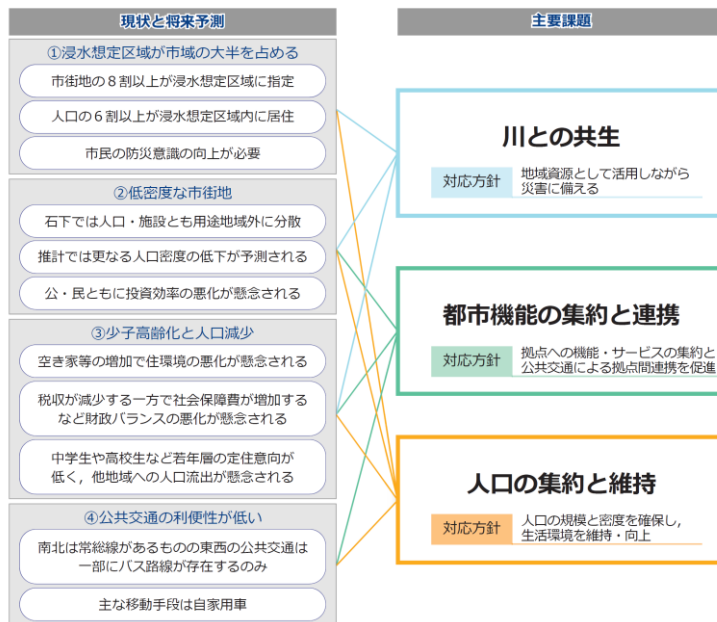 現状と将来予測
①浸水想定区域が市域の大半を占める
市街地の８割以上が浸水想定区域に指定
人口の６割以上が浸水想定区域内に居住
市民の防災意識の向上が必要
②低密度な市街地
石下では人口・施設とも用途地域外に分散
推計では更なる人口密度の低下が予測される
公・民ともに投資効率の悪化が懸念される
③少子高齢化と人口減少
空き家等の増加で住環境の悪化が懸念される
税収が減少する一方で社会保障費が増加する
など財政バランスの悪化が懸念される
中学生や高校生など若年層の定住意向が
低く，他地域への人口流出が懸念される
④公共交通の利便性が低い
南北は常総線があるものの東西の公共交通は
一部にバス路線が存在するのみ
主な移動手段は自家用車
主要課題
川との共生
対応方針
地域資源として活用しながら
災害に備える
都市機能の集約と連携
対応方針
拠点への機能・サービスの集約と
公共交通による拠点間連携を促進
人口の集約と維持
対応方針
人口の規模と密度を確保し，
生活環境を維持・向上